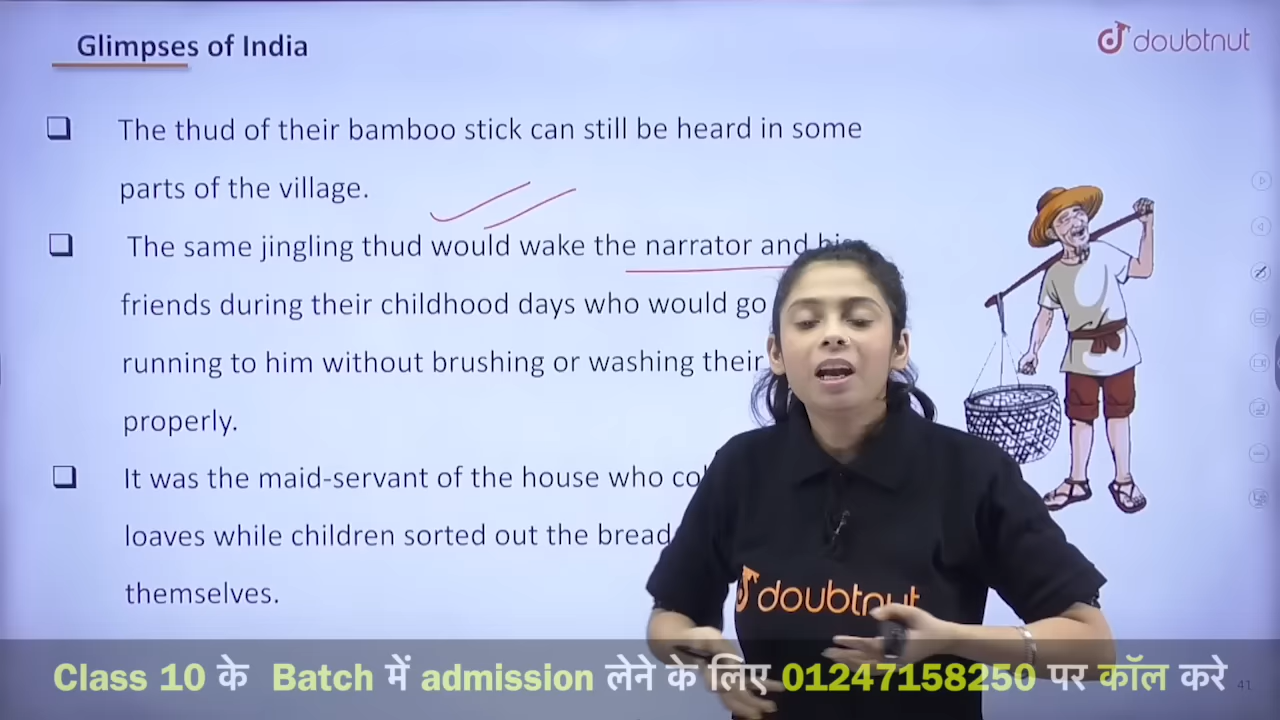 Glimpses of India
doubtnut
The thud of their bamboo stick can still be heard in some
parts of the village.
The same jingling thud would wake the narrator and his
friends during their childhood days who would go
running to him without brushing or washing their
properly.
It was the maid-servant of the house who
loaves while children sorted out the bread
themselves.
doubtnut
Class 10 के Batch में admission लेने के लिए 01247158250 पर कॉल करे
41